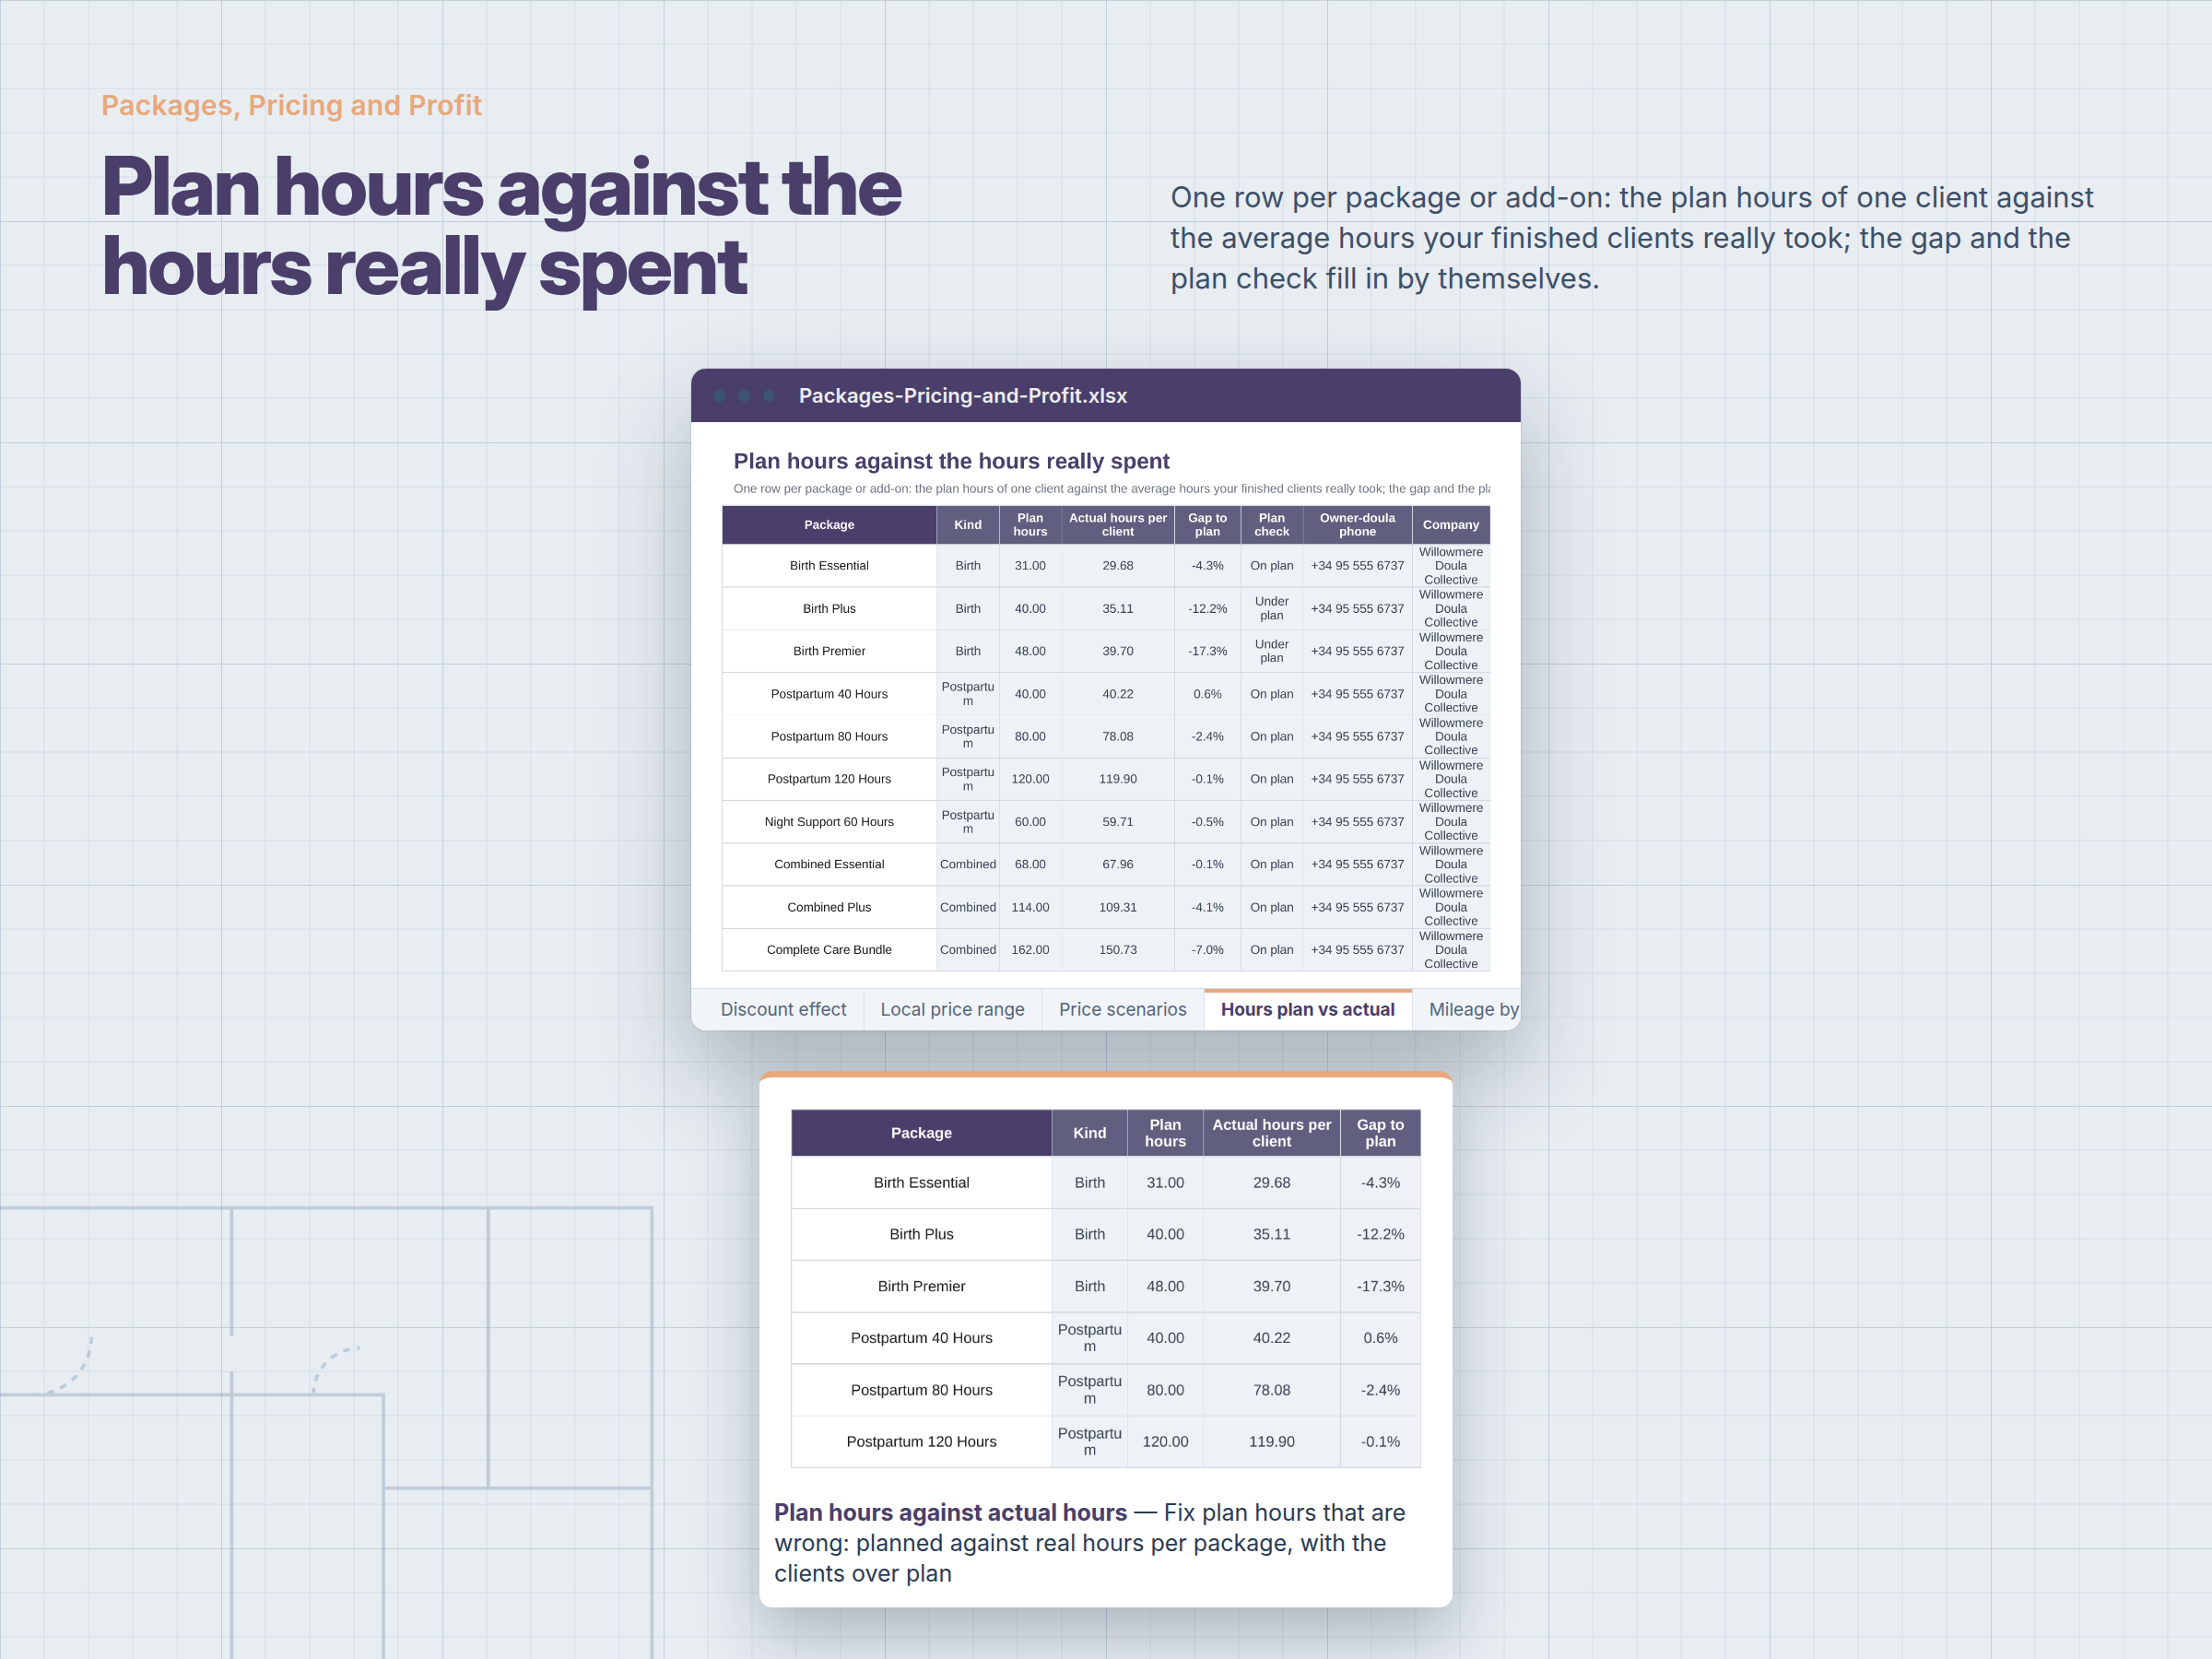 Packages, Pricing and Profit
Plan hours against the
hours really spent
One row per package or add-on: the plan hours of one client against
the average hours your finished clients really took; the gap and the
plan check fill in by themselves.
Packages-Pricing-and-Profit.xlsx
Plan hours against the hours really spent
One row per package or add-on: the plan hours of one client against the average hours your finished clients really took; the gap and the
Package Kind Plan hours Actual hours per client Gap to plan Plan check Owner-doula phone Company
Birth Essential Birth 31.00 29.68 -4.3% On plan +34 95 555 6737 Willowmere Doula Collective
Birth Plus Birth 40.00 35.11 -12.2% Under plan +34 95 555 6737 Willowmere Doula Collective
Birth Premier Birth 48.00 39.70 -17.3% Under plan +34 95 555 6737 Willowmere Doula Collective
Postpartum 40 Hours Postpartum 40.00 40.22 0.6% On plan +34 95 555 6737 Willowmere Doula Collective
Postpartum 80 Hours Postpartum 80.00 78.08 -2.4% On plan +34 95 555 6737 Willowmere Doula Collective
Postpartum 120 Hours Postpartum 120.00 119.90 -0.1% On plan +34 95 555 6737 Willowmere Doula Collective
Night Support 60 Hours Postpartum 60.00 59.71 -0.5% On plan +34 95 555 6737 Willowmere Doula Collective
Combined Essential Combined 68.00 67.96 -0.1% On plan +34 95 555 6737 Willowmere Doula Collective
Combined Plus Combined 114.00 109.31 -4.1% On plan +34 95 555 6737 Willowmere Doula Collective
Complete Care Bundle Combined 162.00 150.73 -7.0% On plan +34 95 555 6737 Willowmere Doula Collective
Discount effect Local price range Price scenarios Hours plan vs actual Mileage by
Package Kind Plan hours Actual hours per client Gap to plan
Birth Essential Birth 31.00 29.68 -4.3%
Birth Plus Birth 40.00 35.11 -12.2%
Birth Premier Birth 48.00 39.70 -17.3%
Postpartum 40 Hours Postpartum 40.00 40.22 0.6%
Postpartum 80 Hours Postpartum 80.00 78.08 -2.4%
Postpartum 120 Hours Postpartum 120.00 119.90 -0.1%
Plan hours against actual hours — Fix plan hours that are
wrong: planned against real hours per package, with the
clients over plan